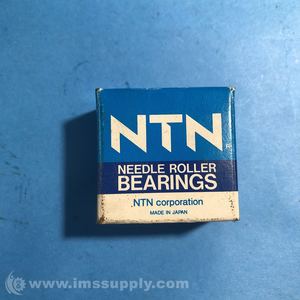 NTN®
NEEDLE ROLLER
BEARINGS
.NTN corporation
MADE IN JAPAN
© www.imssupply.com